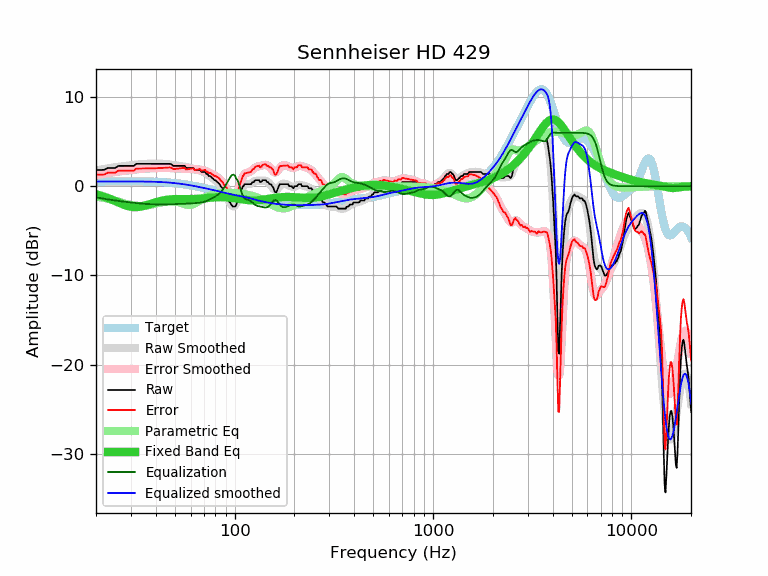 Sennheiser HD 429
Amplitude (dBr)
10
0
−10
−20
−30
Target
Raw Smoothed
Error Smoothed
Raw
Error
Parametric Eq
Fixed Band Eq
Equalization
Equalized smoothed
100
1000
10000
Frequency (Hz)